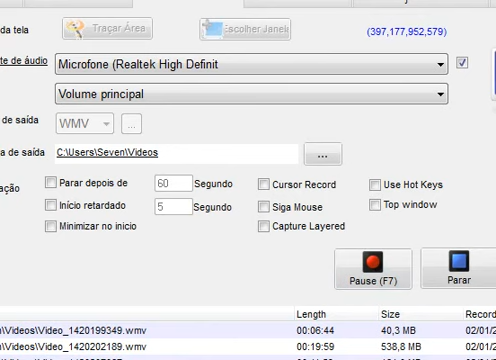 da tela
Traçar Área
Escolher Janela
(397,177,952,579)
te de áudio
Microfone (Realtek High Definit
Volume principal
de saída
WMV
...
a de saída
C:\Users\Seven\Videos
...
ação
Parar depois de
60
Segundo
Cursor Record
Use Hot Keys
Início retardado
5
Segundo
Siga Mouse
Top window
Minimizar no inicio
Capture Layered
Pause (F7)
Parar
Length
Size
Record
\Videos\Video_1420199349.wmv
00:06:44
40,3 MB
02/01/2
\Videos\Video_1420202189.wmv
00:19:59
538,8 MB
02/01/2